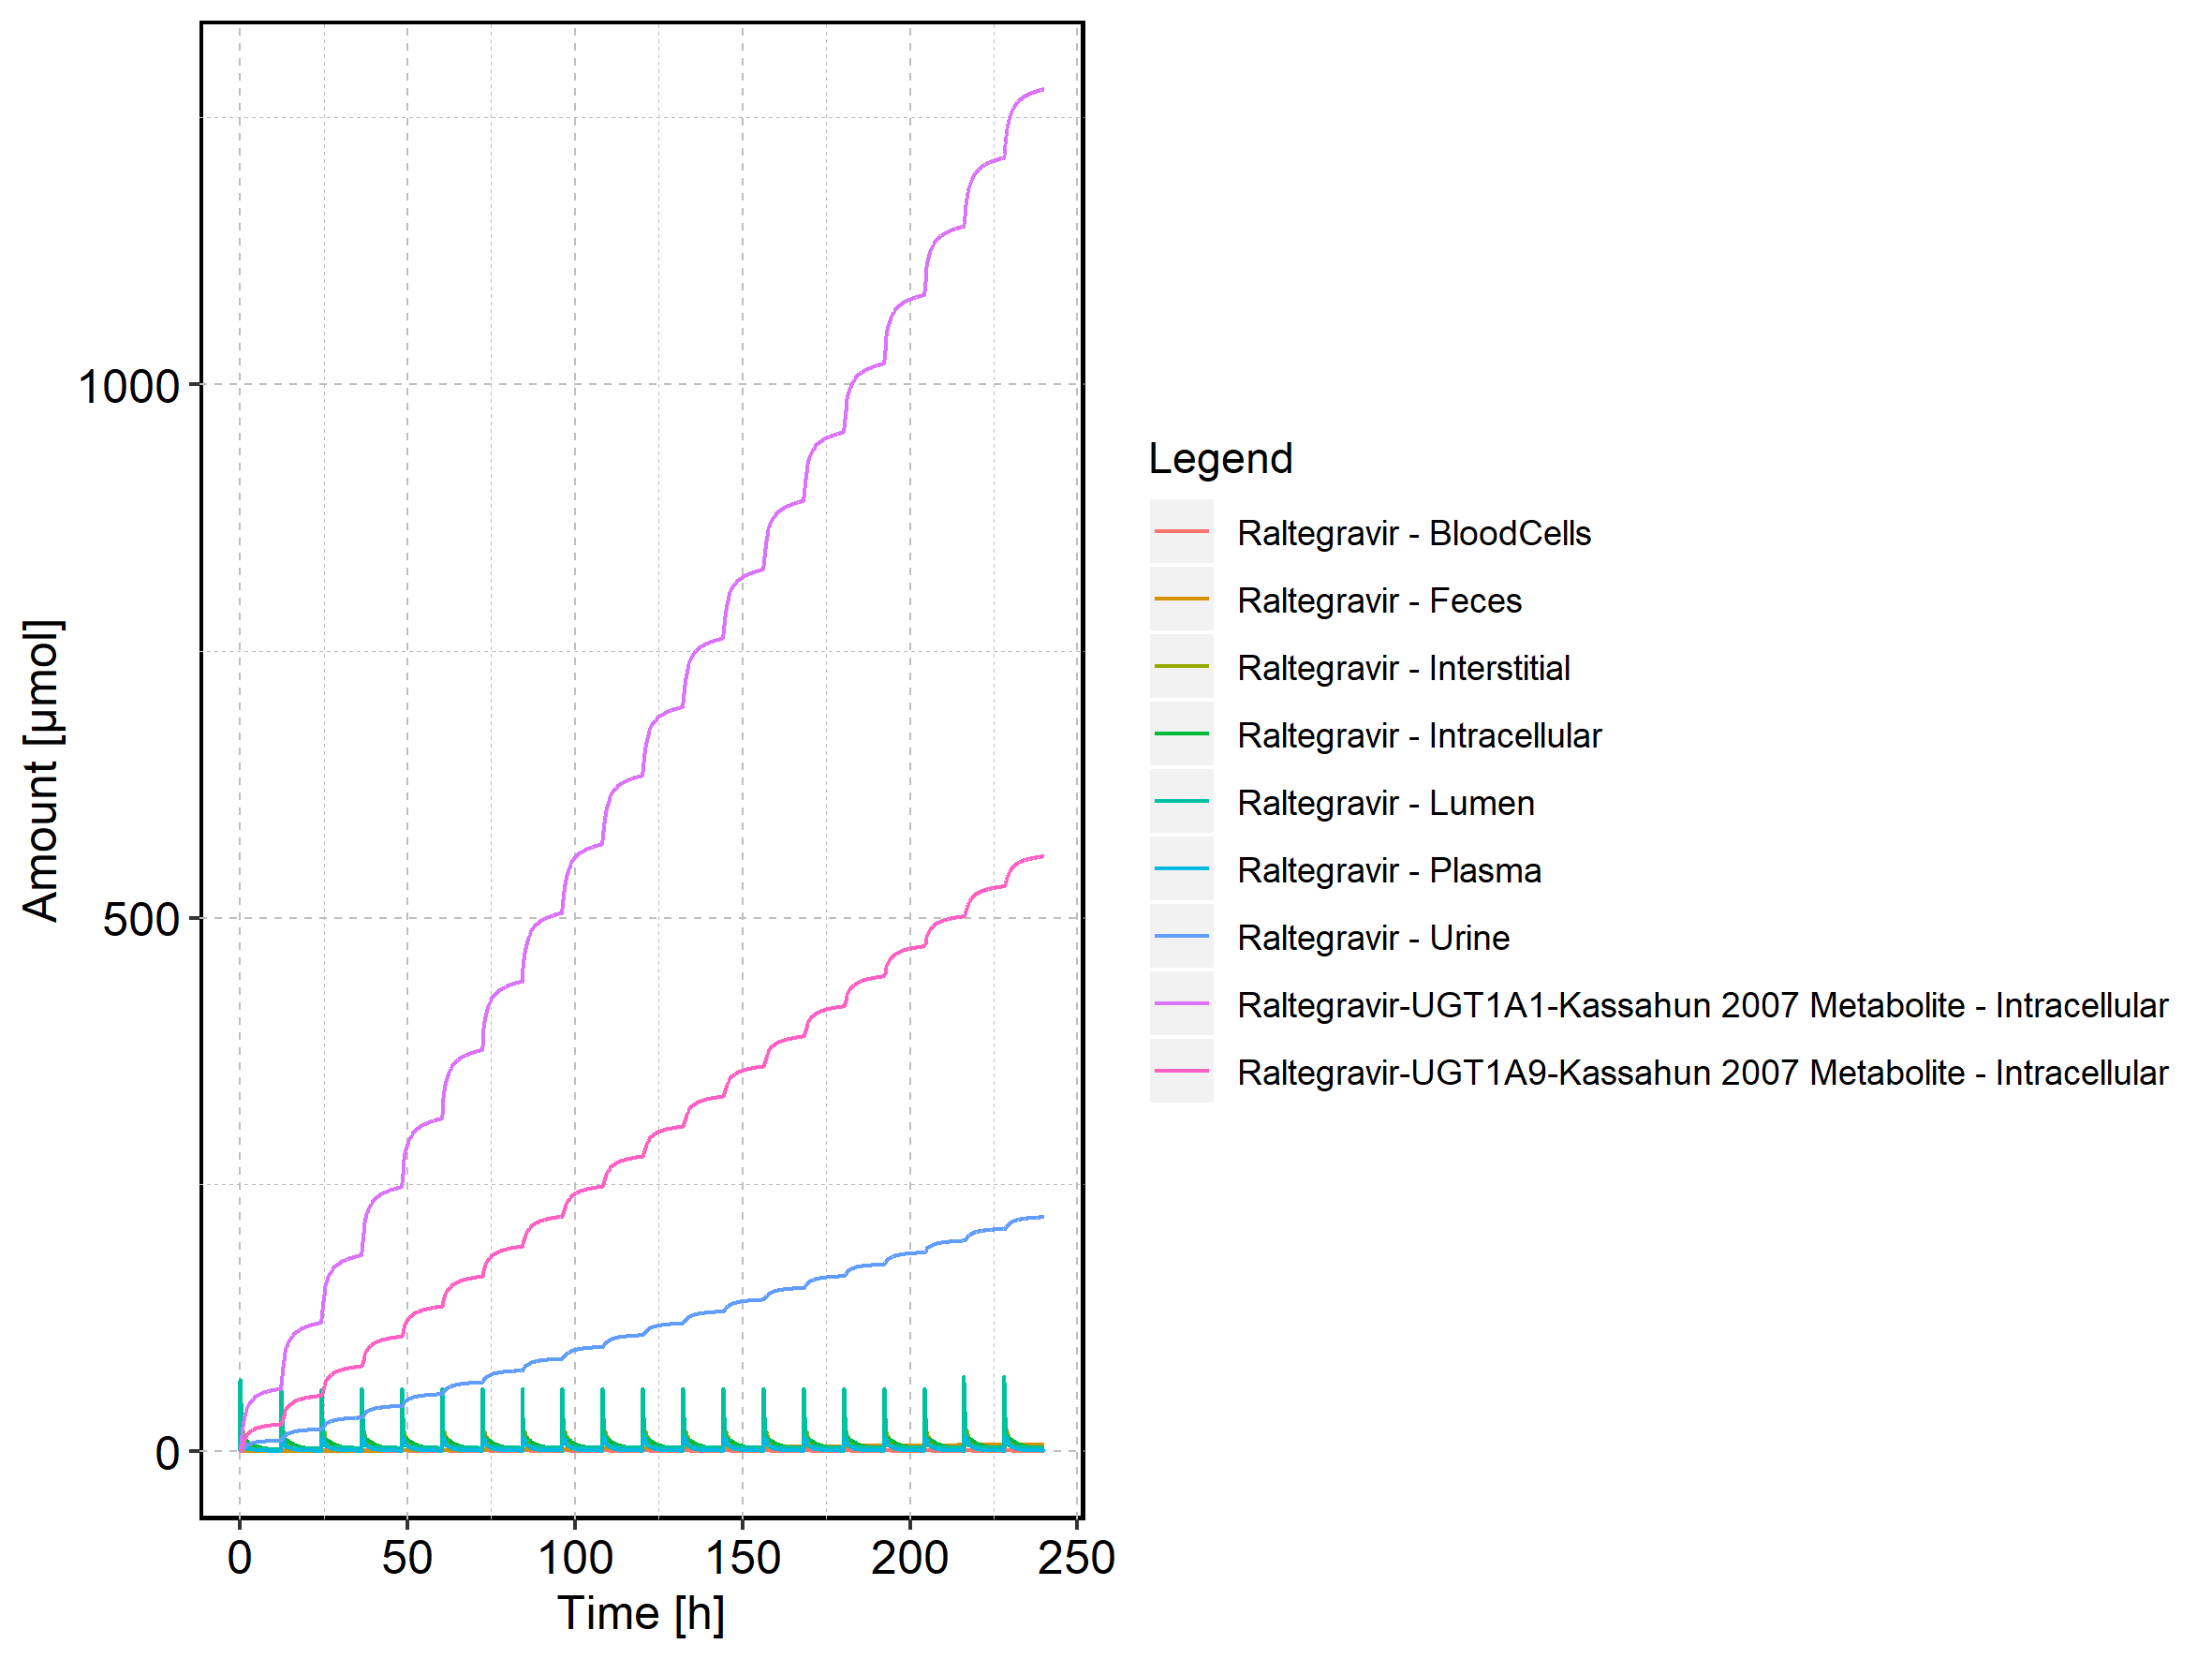 1000
500
0
Amount [µmol]
0 50 100 150 200 250
Time [h]
Legend
Raltegravir - BloodCells
Raltegravir - Feces
Raltegravir - Interstitial
Raltegravir - Intracellular
Raltegravir - Lumen
Raltegravir - Plasma
Raltegravir - Urine
Raltegravir-UGT1A1-Kassahun 2007 Metabolite - Intracellular
Raltegravir-UGT1A9-Kassahun 2007 Metabolite - Intracellular